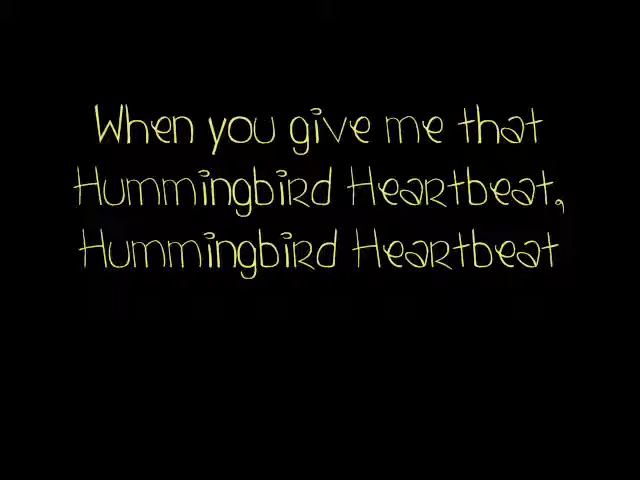 When you give me that
Hummingbird Heartbeat,
Hummingbird Heartbeat